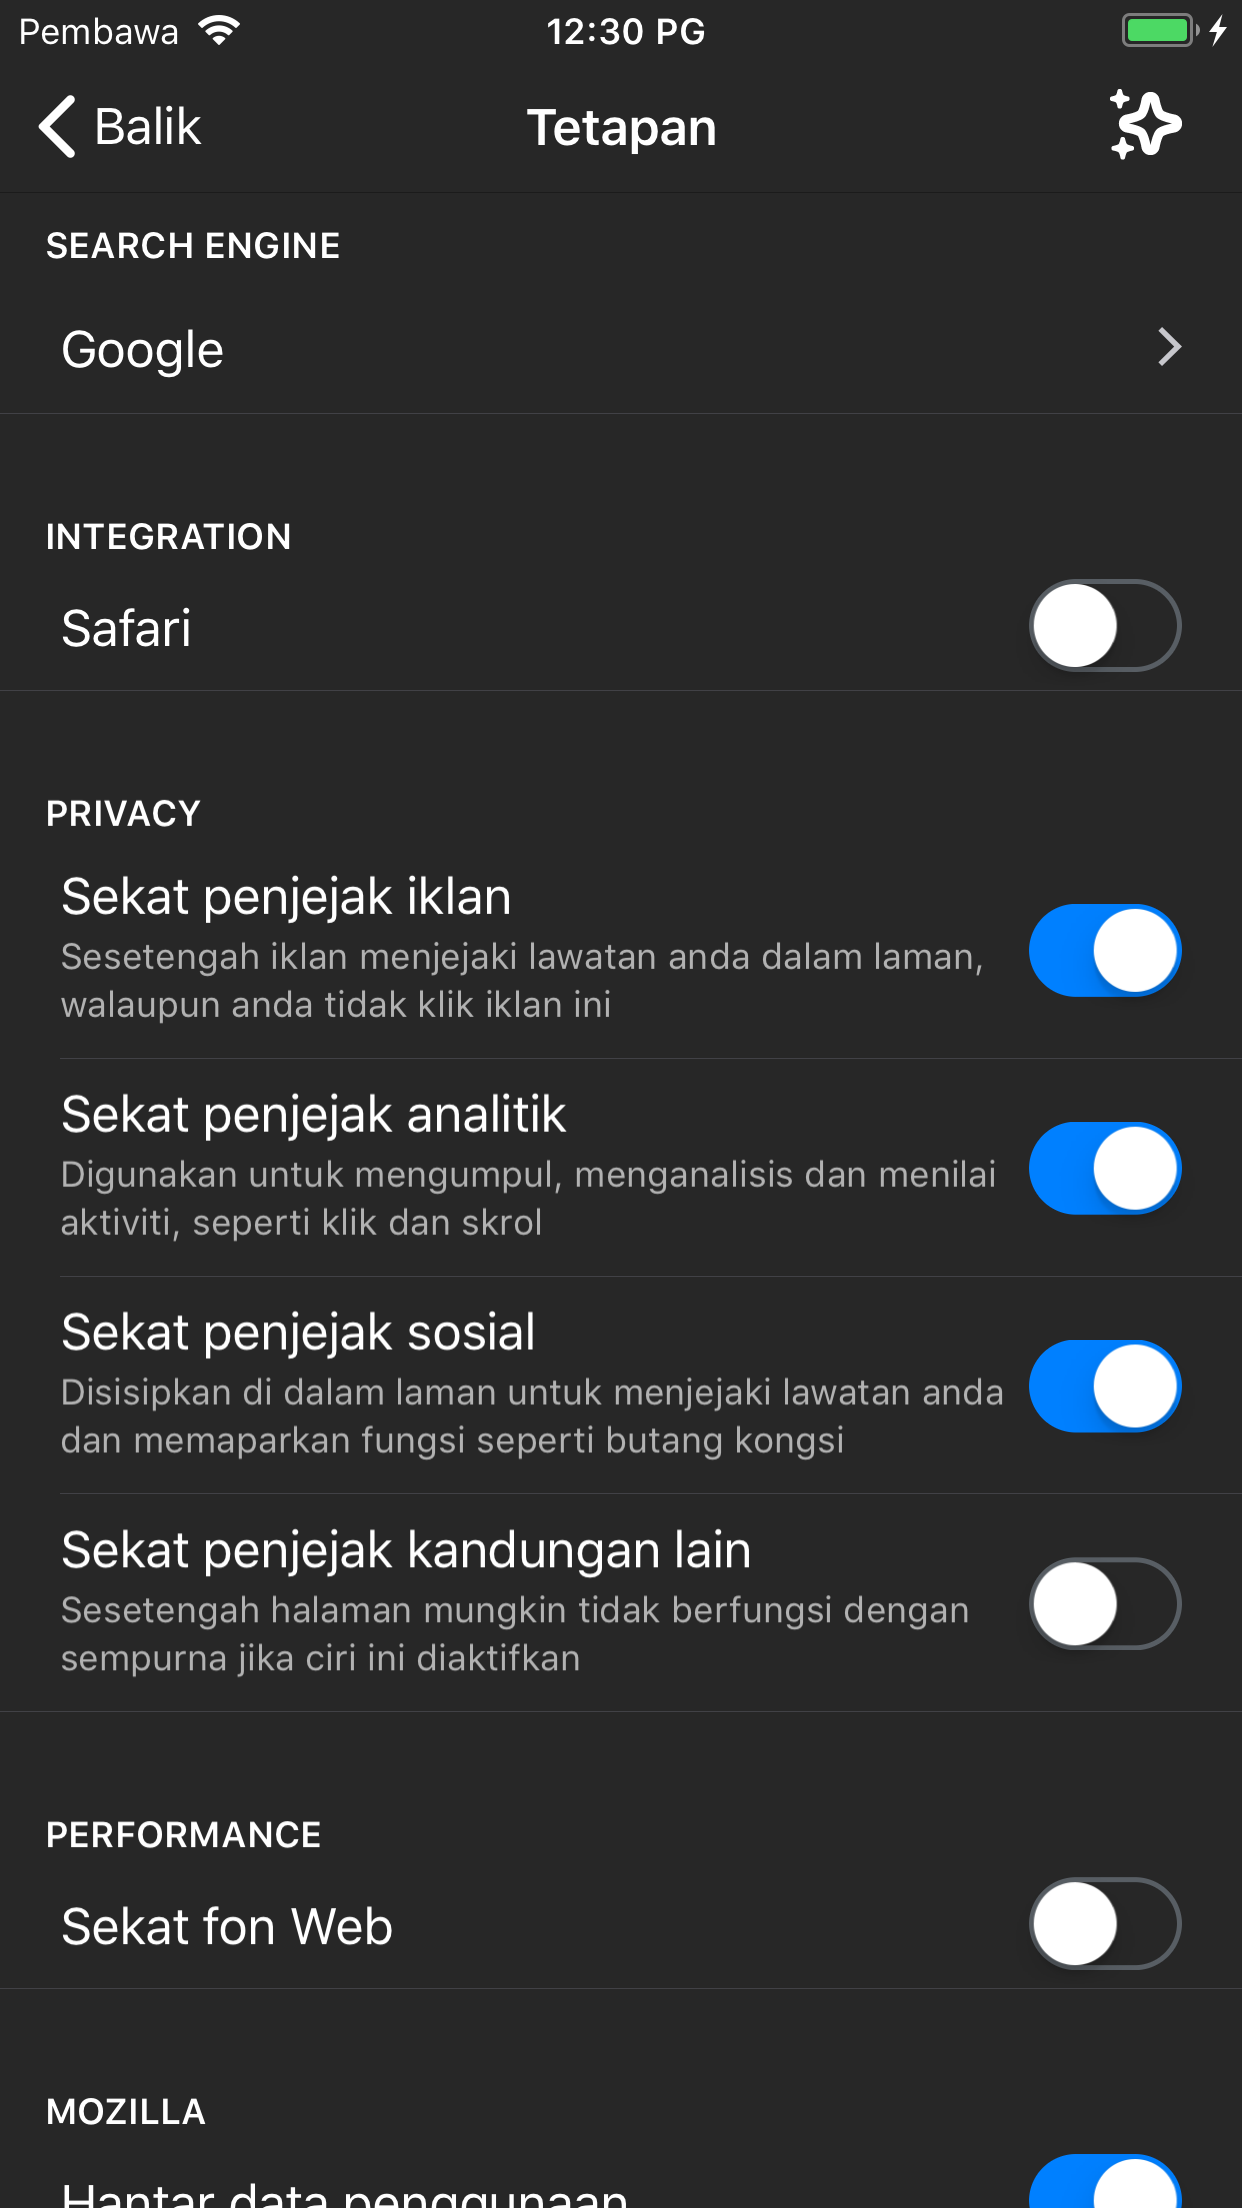 Pembawa
12:30 PG
Balik
Tetapan
SEARCH ENGINE
Google
INTEGRATION
Safari
PRIVACY
Sekat penjejak iklan
Sesetengah iklan menjejaki lawatan anda dalam laman,
walaupun anda tidak klik iklan ini
Sekat penjejak analitik
Digunakan untuk mengumpul, menganalisis dan menilai
aktiviti, seperti klik dan skrol
Sekat penjejak sosial
Disisipkan di dalam laman untuk menjejaki lawatan anda
dan memaparkan fungsi seperti butang kongsi
Sekat penjejak kandungan lain
Sesetengah halaman mungkin tidak berfungsi dengan
sempurna jika ciri ini diaktifkan
PERFORMANCE
Sekat fon Web
MOZILLA
Hantar data penggunaan